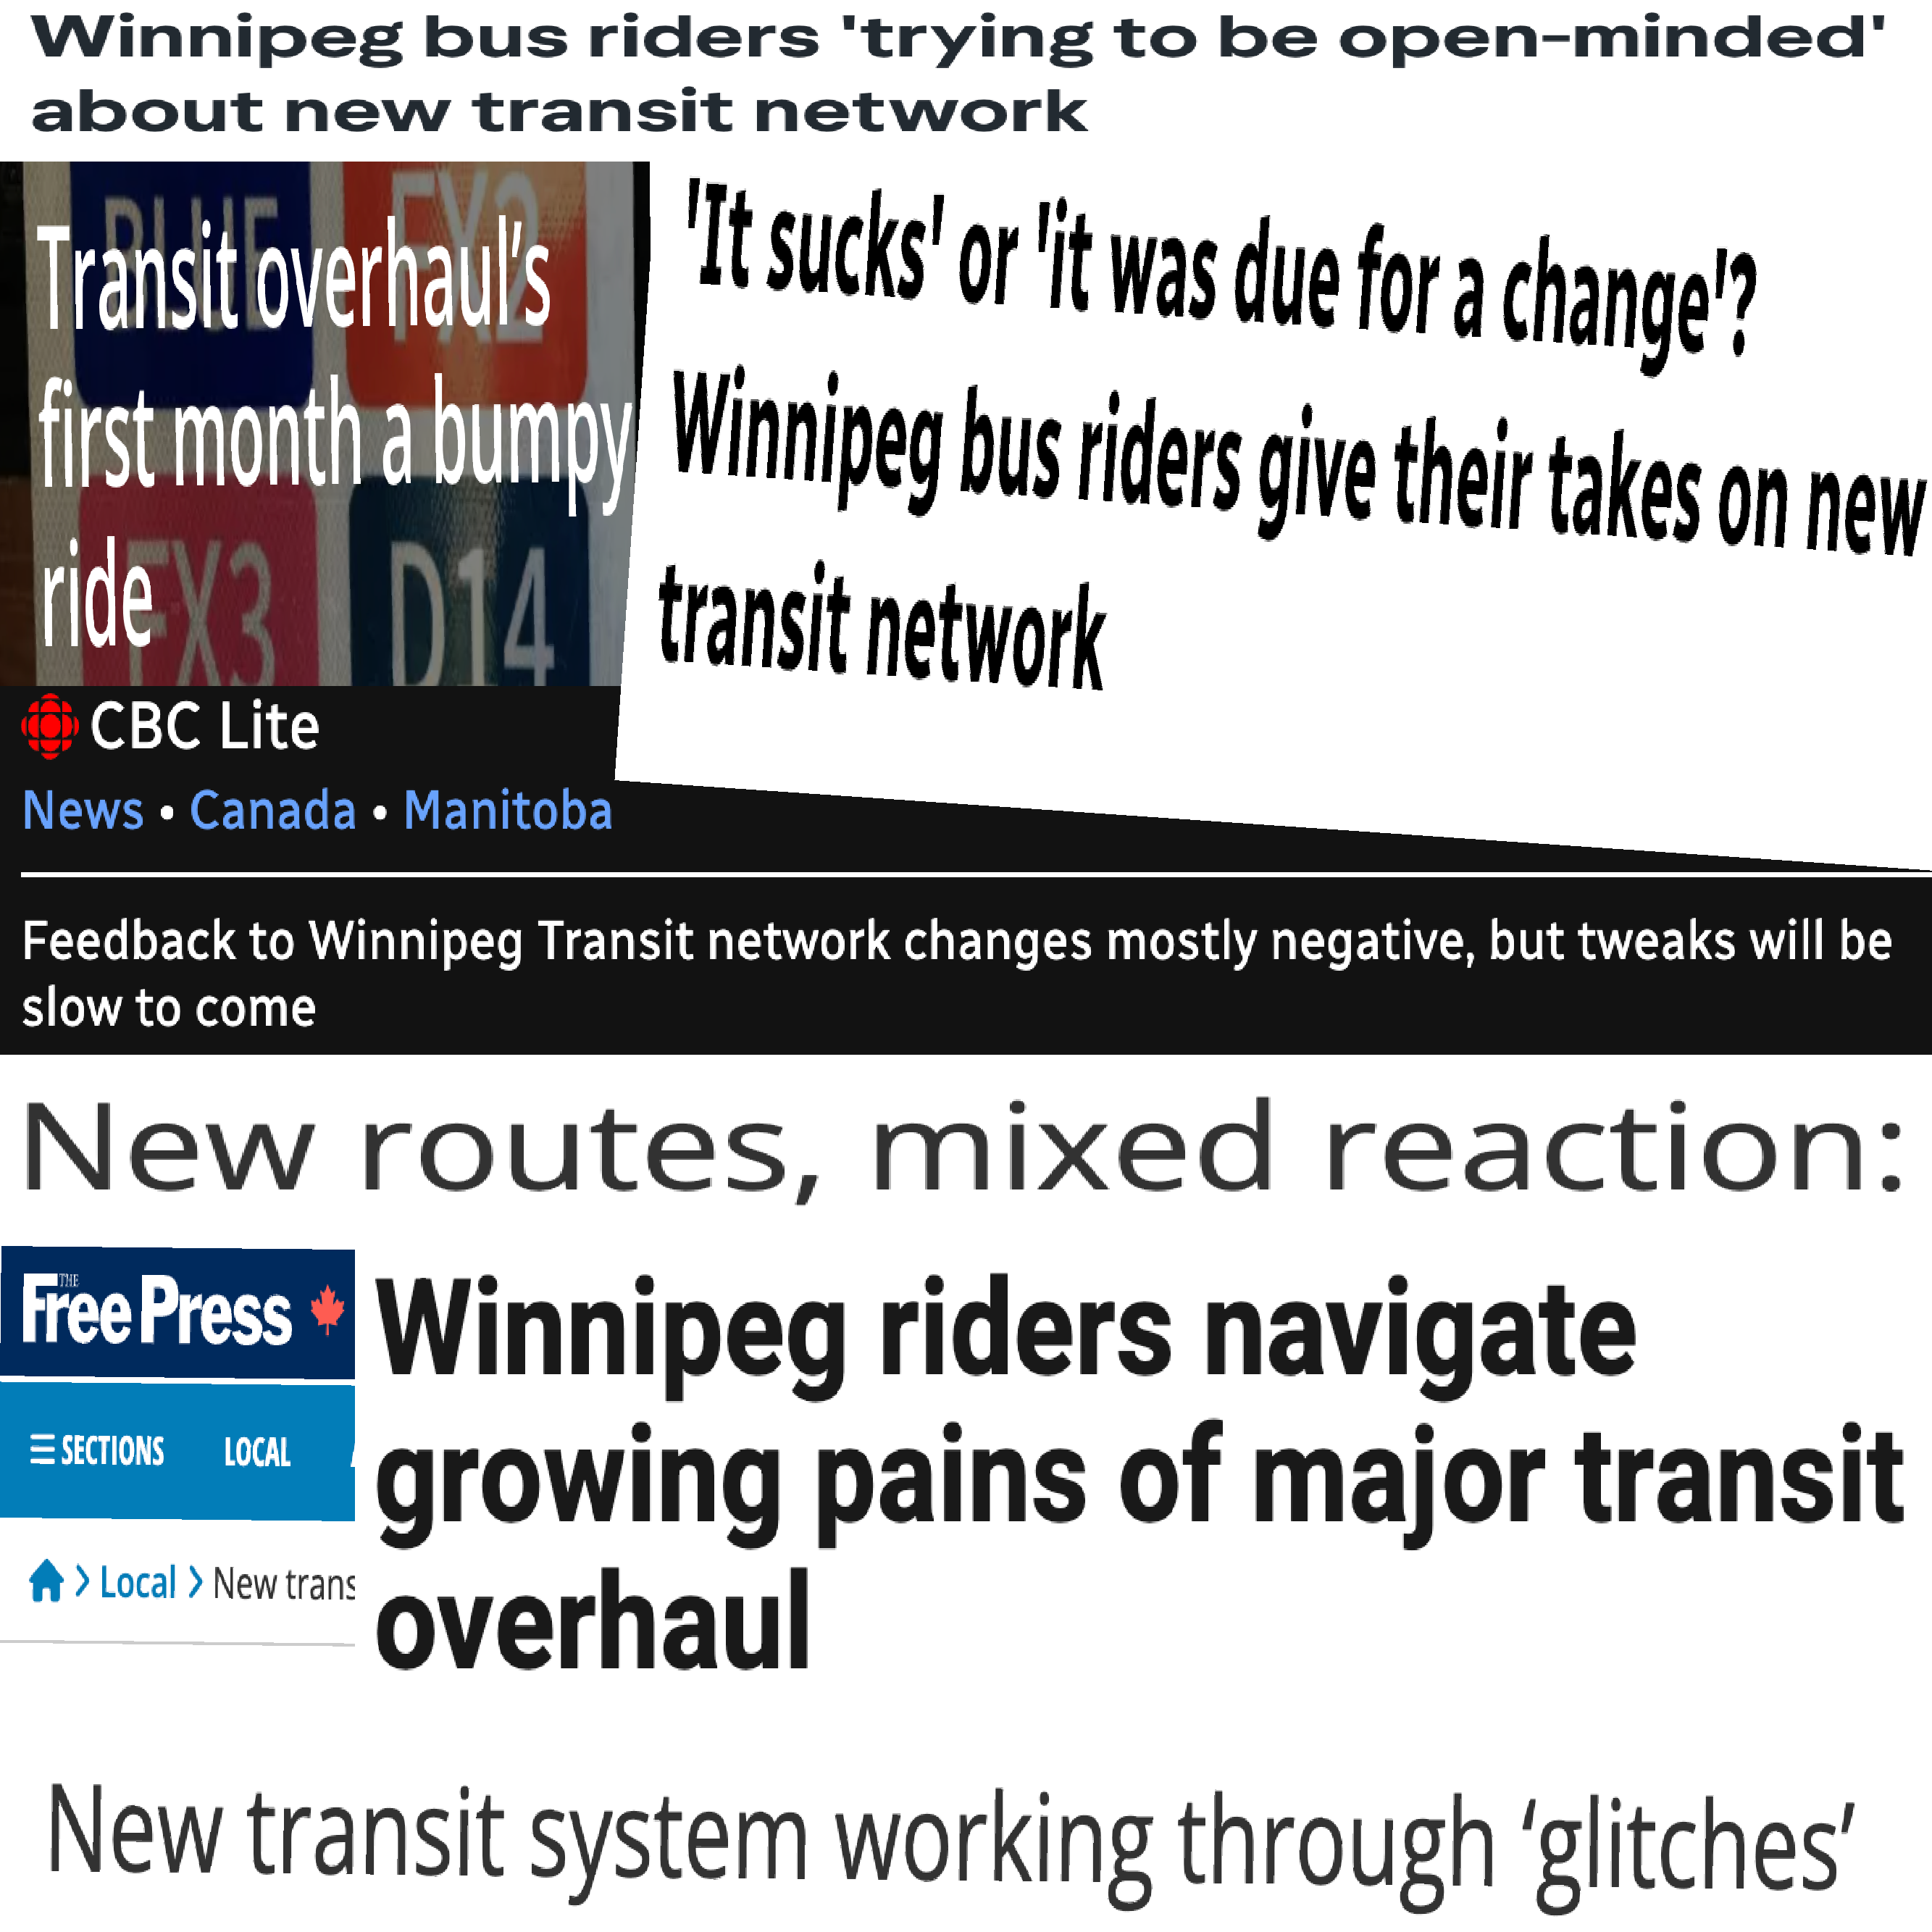 Winnipeg bus riders 'trying to be open-minded'
about new transit network
BLUE
FX2
Transit overhaul's
first month a bumpy
ride
FX3
D14
'It sucks' or 'it was due for a change'?
Winnipeg bus riders give their takes on new
transit network
CBC Lite
News • Canada • Manitoba
Feedback to Winnipeg Transit network changes mostly negative, but tweaks will be
slow to come
New routes, mixed reaction:
THE
Free Press
SECTIONS LOCAL
Local > New trans
Winnipeg riders navigate
growing pains of major transit
overhaul
New transit system working through ‘glitches’